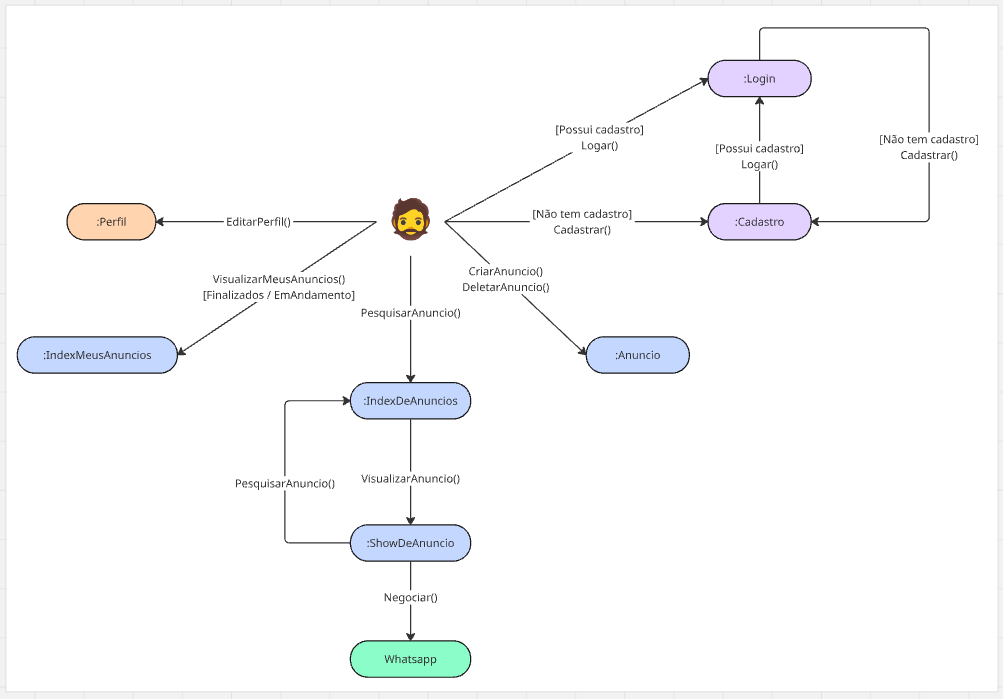 :Login
[Possui cadastro]
Logar()
[Possui cadastro]
Logar()
[Não tem cadastro]
Cadastrar()
:Perfil
EditarPerfil()
[Não tem cadastro]
Cadastrar()
:Cadastro
VisualizarMeusAnuncios()
[Finalizados / EmAndamento]
CriarAnuncio()
DeletarAnuncio()
PesquisarAnuncio()
:IndexMeusAnuncios
:Anuncio
:IndexDeAnuncios
PesquisarAnuncio()
VisualizarAnuncio()
:ShowDeAnuncio
Negociar()
Whatsapp